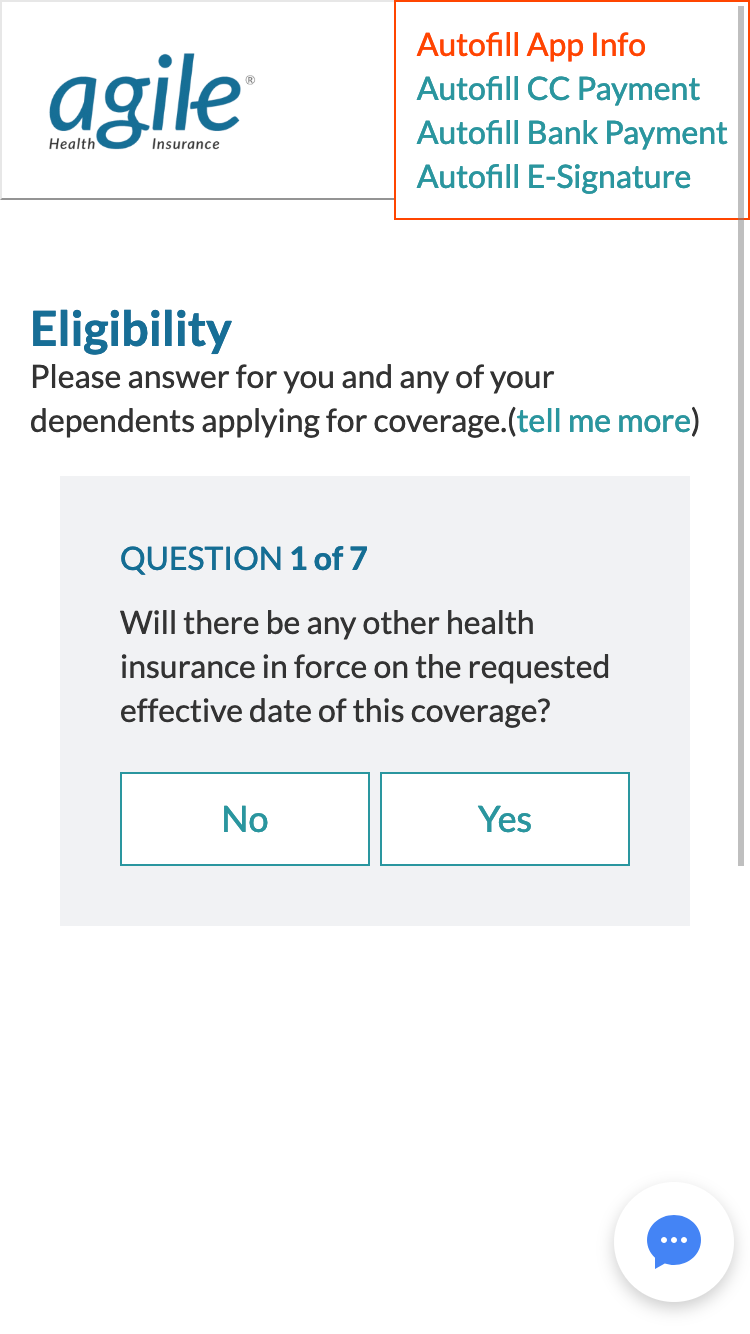 agile®
Health Insurance
Autofill App Info
Autofill CC Payment
Autofill Bank Payment
Autofill E-Signature
Eligibility
Please answer for you and any of your
dependents applying for coverage.(tell me more)
QUESTION 1 of 7
Will there be any other health
insurance in force on the requested
effective date of this coverage?
No Yes